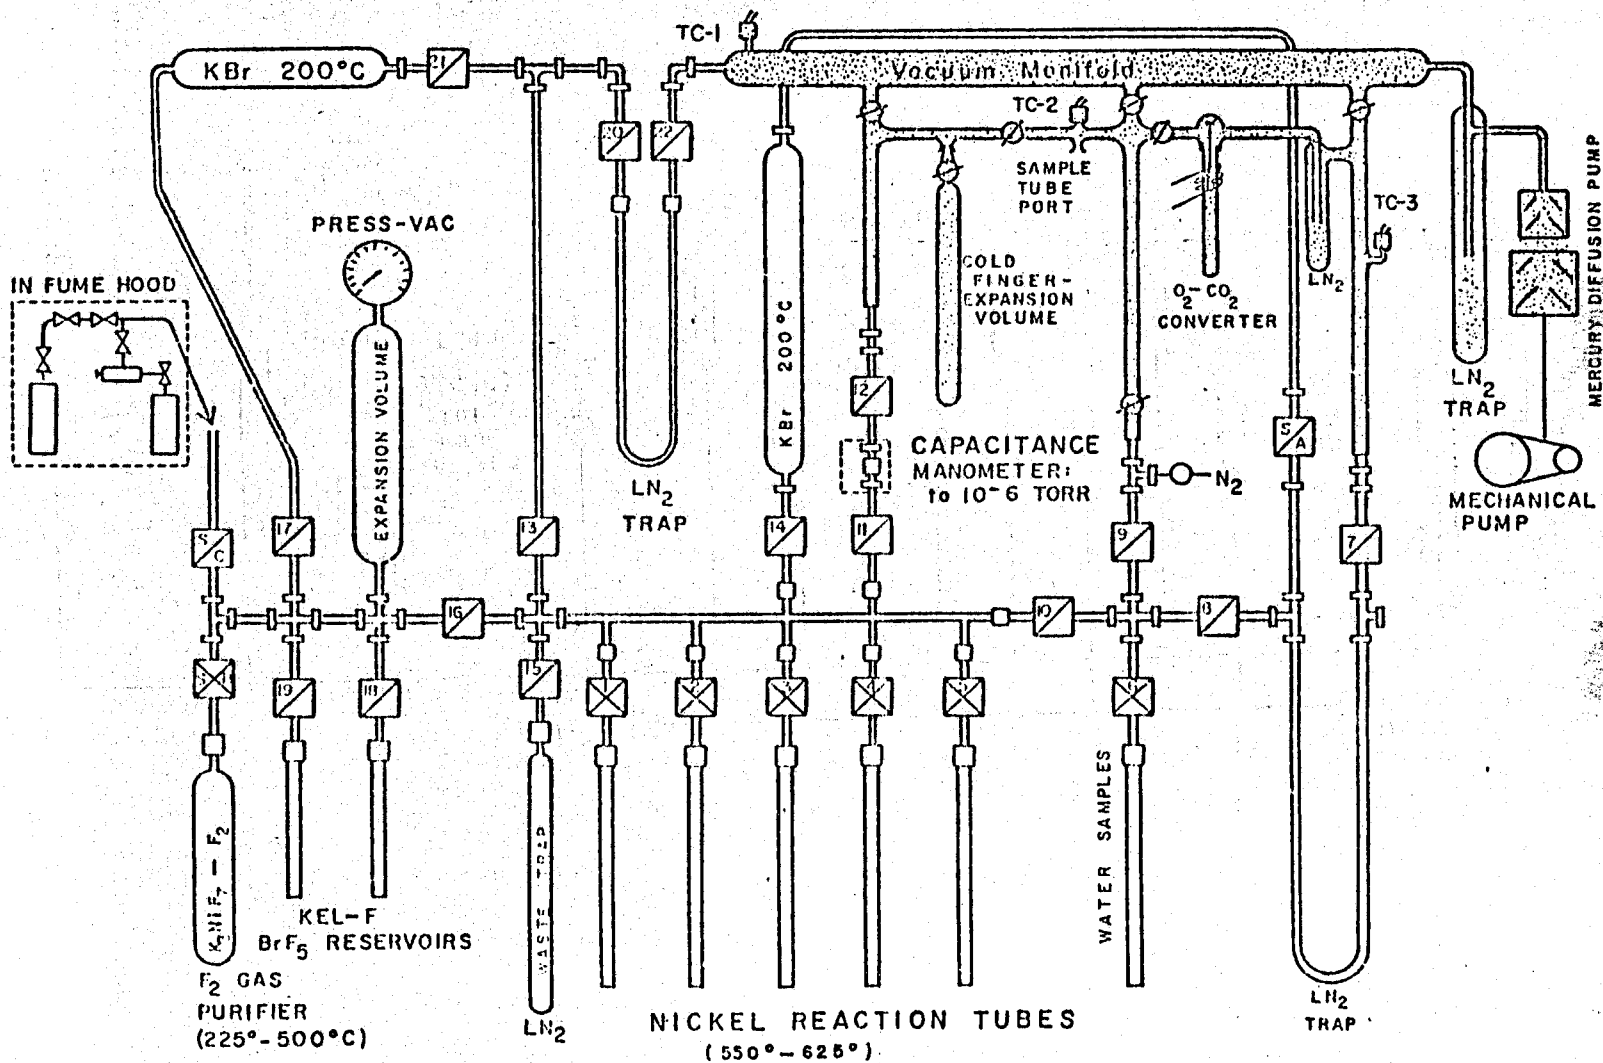 TC-1
KBr 200°C
21
Vacuum Manifold
TC-2
20
22
SAMPLE
TUBE
PORT
TC-3
PRESS-VAC
IN FUME HOOD
COLD
FINGER-
EXPANSION
VOLUME
O2-CO2
CONVERTER
LN2
MERCURY DIFFUSION PUMP
LN2
TRAP
EXPANSION VOLUME
KBr 200°C
12
S/A
CAPACITANCE
MANOMETER:
to 10-6 TORR
N2
LN2
TRAP
MECHANICAL
PUMP
S/C
17
13
14
11
9
7
16
10
8
19
18
15
WATER SAMPLES
WASTE TRAP
KEL-F
BrF5 RESERVOIRS
F2 GAS
PURIFIER
(225°-500°C)
LN2
NICKEL REACTION TUBES
(550°-625°)
LN2
TRAP